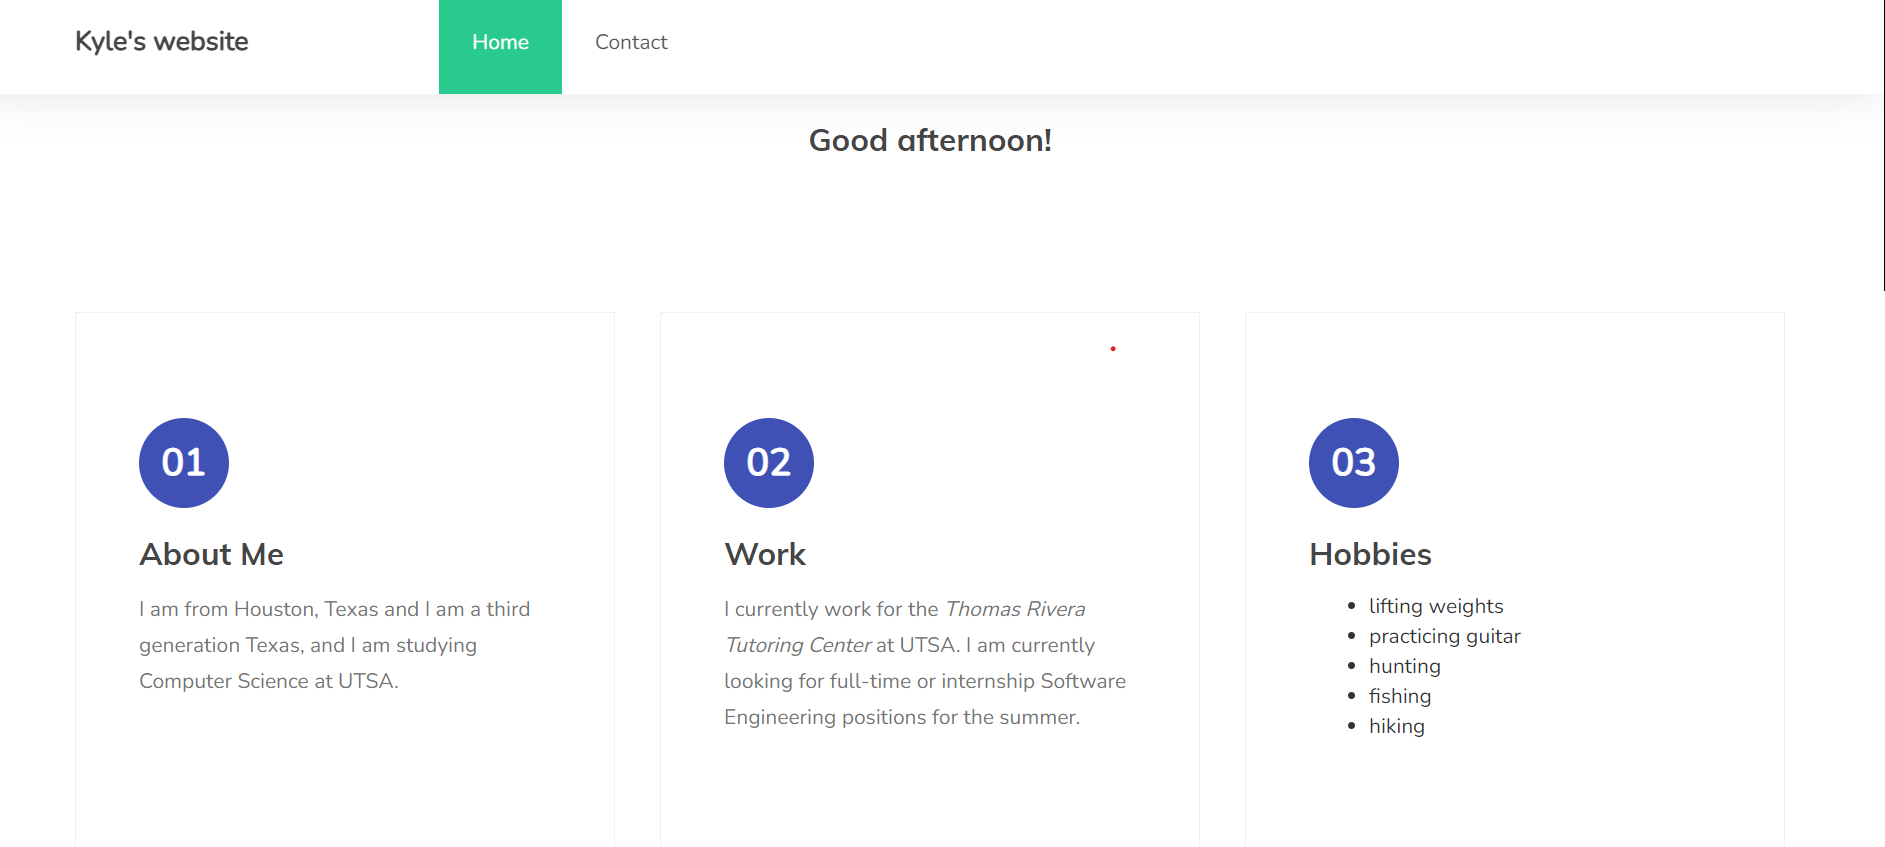 Kyle's website
Home
Contact
Good afternoon!
01
About Me
I am from Houston, Texas and I am a third
generation Texas, and I am studying
Computer Science at UTSA.
02
Work
I currently work for the Thomas Rivera
Tutoring Center at UTSA. I am currently
looking for full-time or internship Software
Engineering positions for the summer.
03
Hobbies
lifting weights
practicing guitar
hunting
fishing
hiking